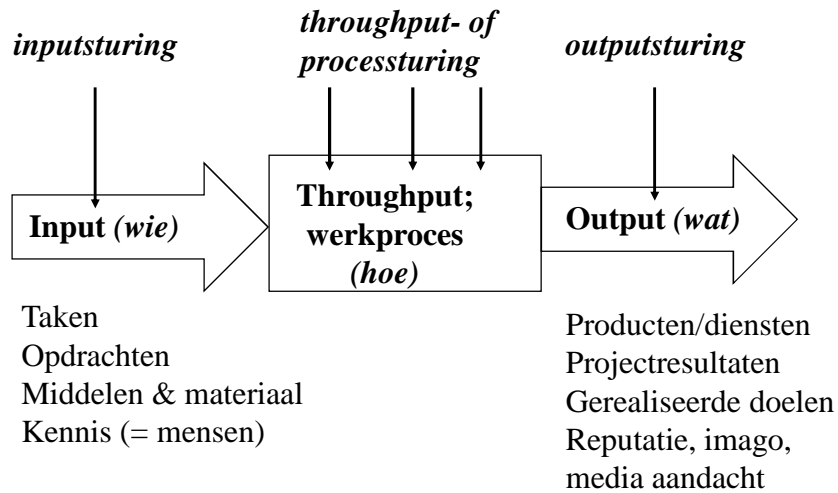 inputsturing
throughput- of
processturing
outputsturing
Input (wie)
Throughput;
werkproces
(hoe)
Output (wat)
Taken
Opdrachten
Middelen & materiaal
Kennis (= mensen)
Producten/diensten
Projectresultaten
Gerealiseerde doelen
Reputatie, imago,
media aandacht